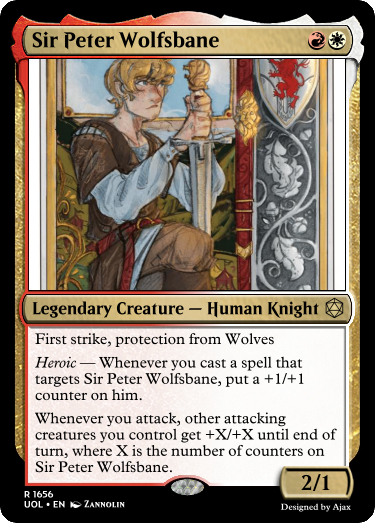 Sir Peter Wolfsbane
Legendary Creature — Human Knight
First strike, protection from Wolves
Heroic — Whenever you cast a spell that
targets Sir Peter Wolfsbane, put a +1/+1
counter on him.
Whenever you attack, other attacking
creatures you control get +X/+X until end of
turn, where X is the number of counters on
Sir Peter Wolfsbane.
2/1
R 1656
UOL • EN Zannolin
Designed by Ajax